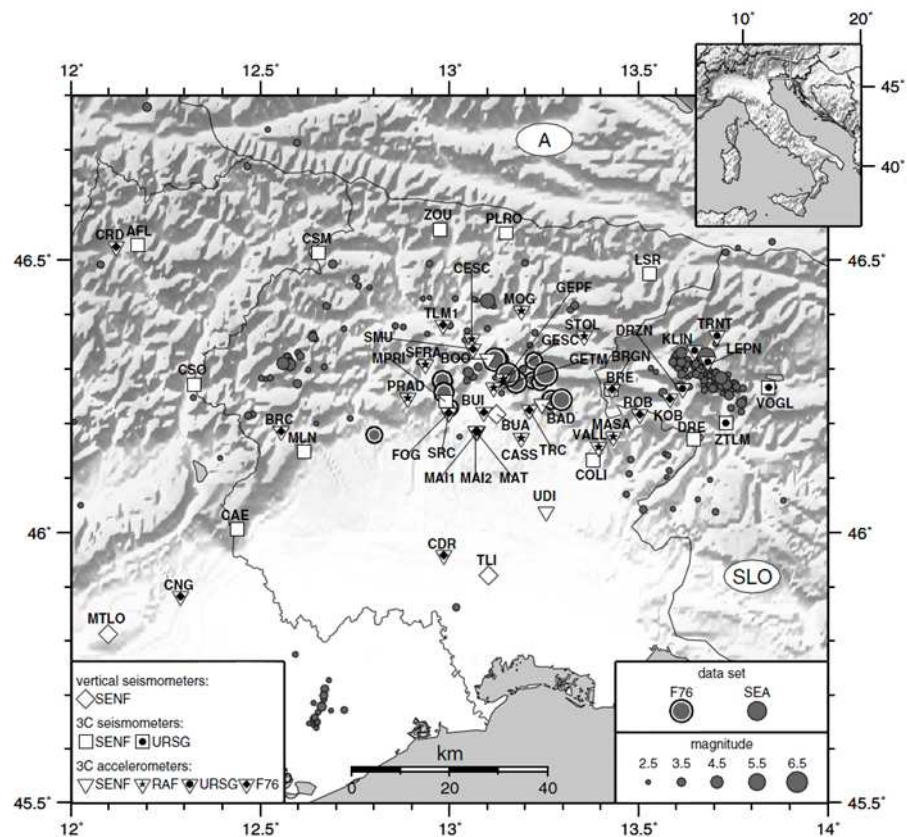 10° 20°
45°
40°
12° 12.5° 13° 13.5°
A
CRD AFL
CSM
ZOU PLRO
46.5° 46.5°
LSR
CESC
GEPF
MOG
TLM1
STOL
DRZN
KLIN TRNT
SMU
GESC
LEPN
MPRI SFRA
BOO
GETM
BRGN
CSO
PRAD
BUI
BRE
ROB
KOB
VOGL
BRC
MLN
FOG SRC
BUA
CASS
BAD
TRC
MASA
VALL
DRE
ZTLM
MAI1 MAI2 MAT
COLI
UDI
CAE
46° 46°
CDR
TLI
SLO
CNG
MTLO
vertical seismometers:
SENF
3C seismometers:
SENF URSG
3C accelerometers:
SENF RAF URSG F76
km
0 20 40
data set
F76 SEA
magnitude
2.5 3.5 4.5 5.5 6.5
45.5° 45.5°
12° 12.5° 13° 13.5° 14°